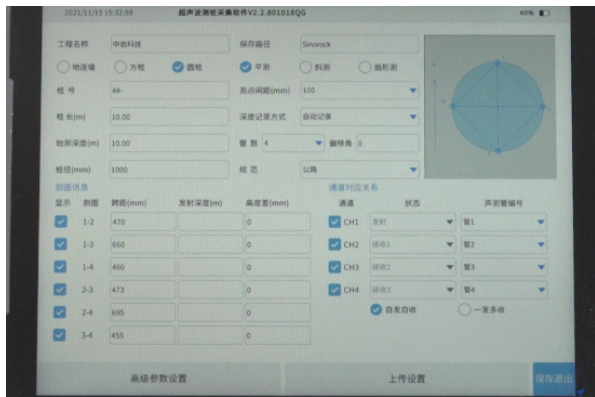 2021/11/15 15:32:58 超声波测桩采集软件V2.2.801018QG 40%
工程名称 中岩科技 保存路径 Sinorock
地连墙 方桩 圆桩 平测 斜测 扇形测
桩 号 4#- 测点间距(mm) 100
桩 长(m) 10.00 深度记录方式 自动记录
始测深度(m) 10.00 管 数 4 偏移角 0
桩径(mm) 1000 规 范 公路
剖面信息 通道对应关系
显示 剖面 跨距(mm) 发射深度(m) 高度差(mm) 通道 状态 声测管编号
1-2 470 0 CH1 发射 管1
1-3 660 0 CH2 接收1 管2
1-4 460 0 CH3 接收2 管3
2-3 473 0 CH4 接收3 管4
2-4 695 0 自发自收 一发多收
3-4 455 0
高级参数设置 上传设置 保存退出